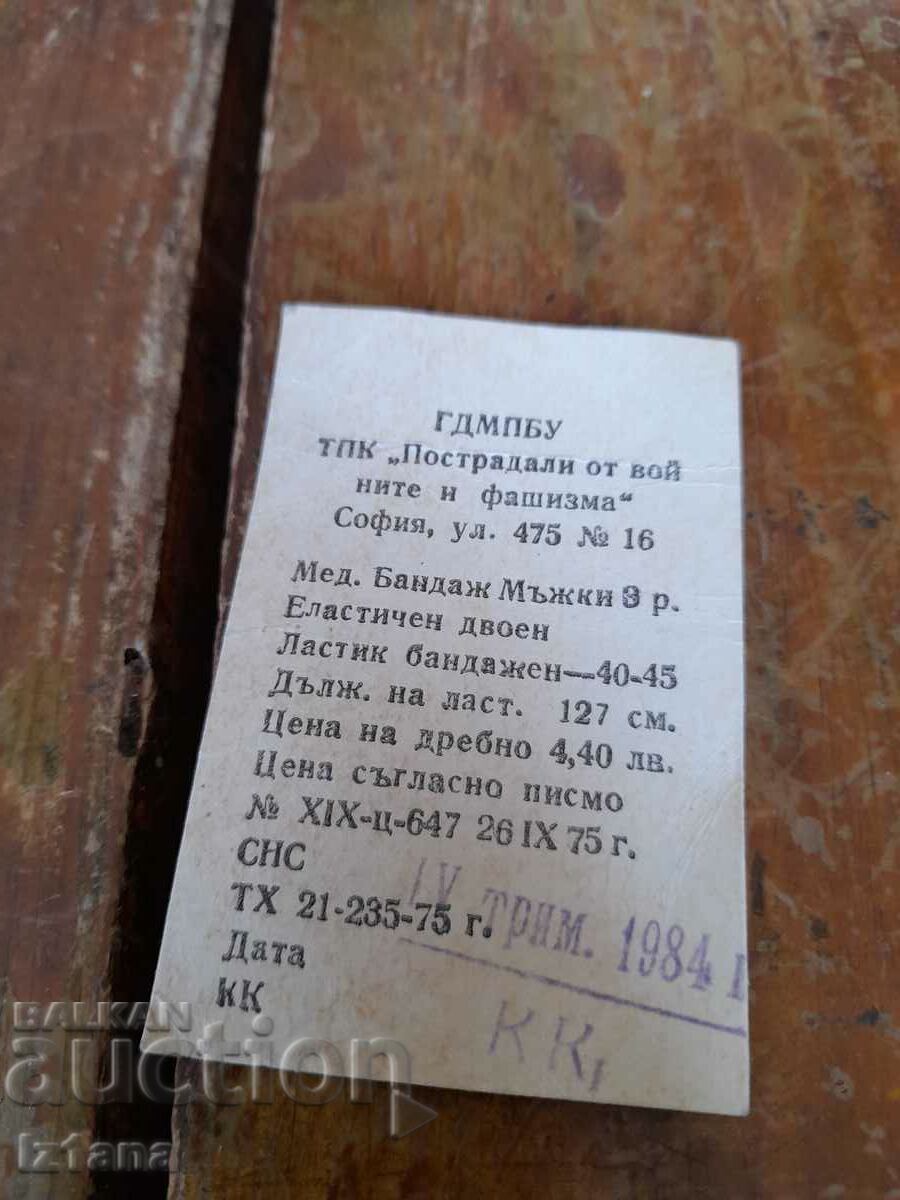 ГДМПБУ
ТПК „Пострадали от вой
ните и фашизма“
София, ул. 475 № 16
Мед. Бандаж Мъжки 3 р.
Еластичен двоен
Ластик бандажен—40-45
Дълж. на ласт. 127 см.
Цена на дребно 4,40 лв.
Цена съгласно писмо
№ XIX-ц-647 26 IX 75 г.
СНС
ТХ 21-235-75 г.
IV трим. 1984 г
Дата
КК
КК1
BALKAN
auction
Iztana